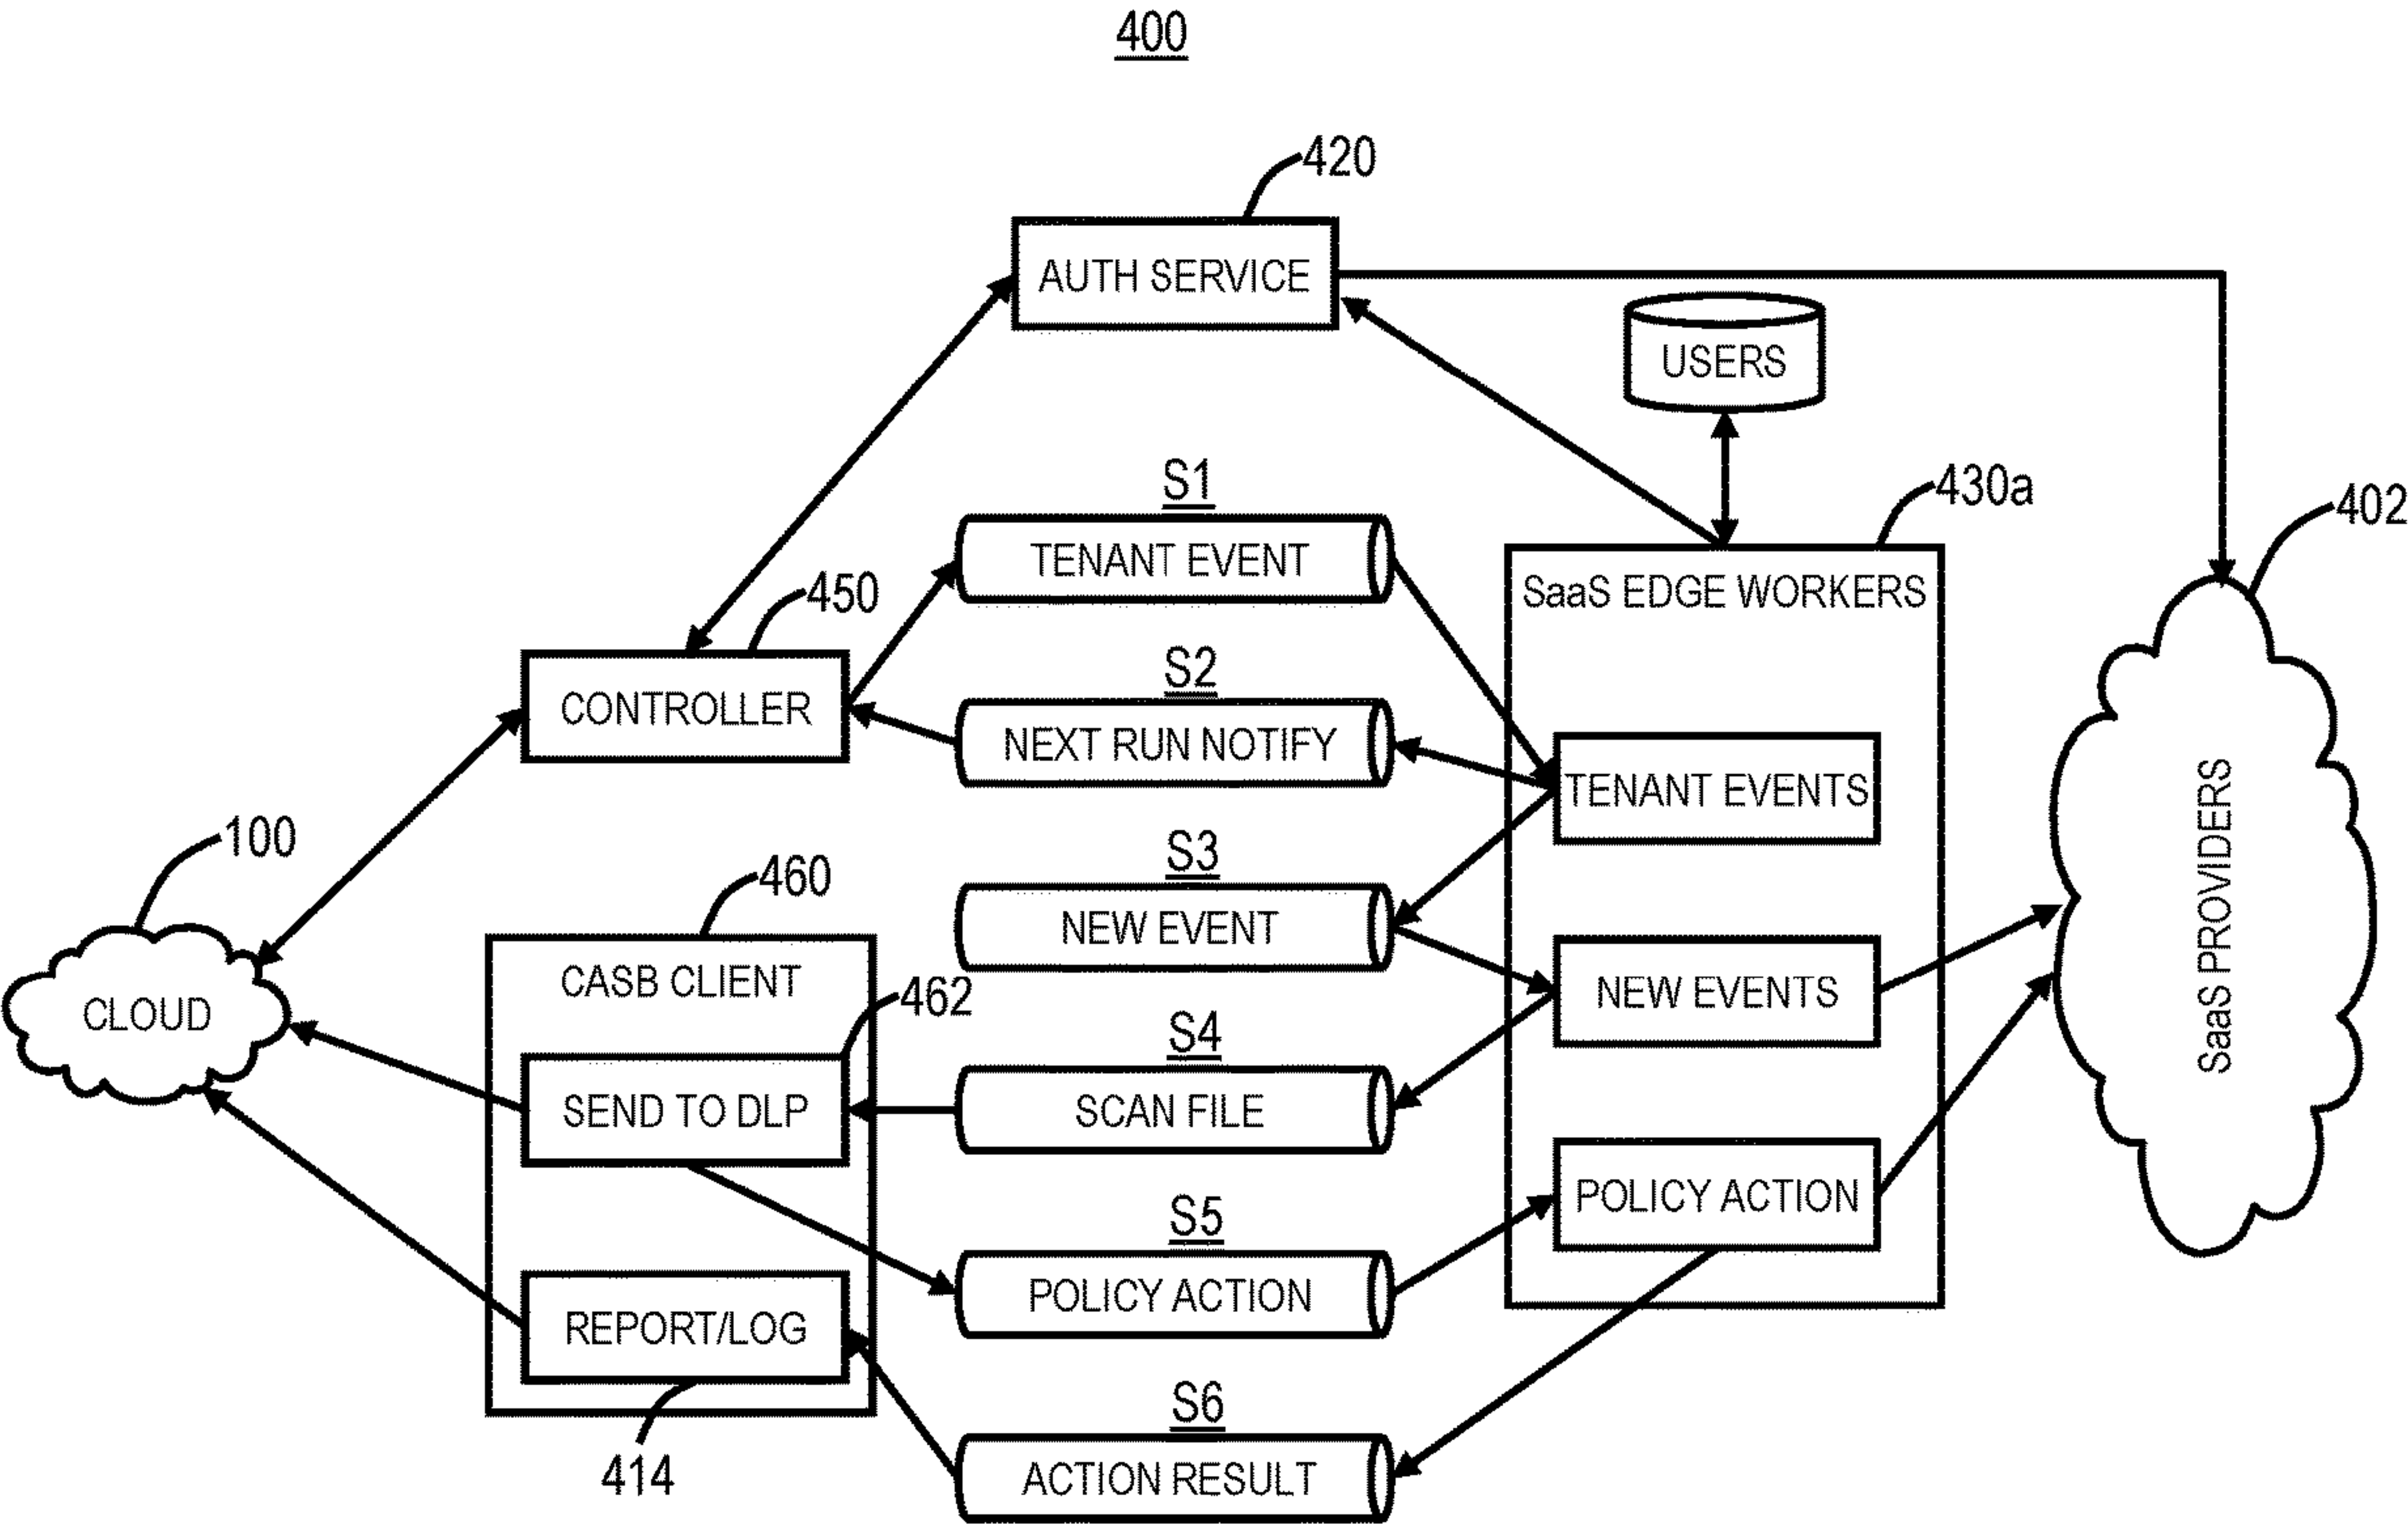 400
420
AUTH SERVICE
USERS
S1
430a
402
TENANT EVENT
SaaS EDGE WORKERS
450
S2
CONTROLLER
NEXT RUN NOTIFY
TENANT EVENTS
SaaS PROVIDERS
100
S3
460
NEW EVENT
CASB CLIENT
462
NEW EVENTS
CLOUD
S4
SEND TO DLP
SCAN FILE
POLICY ACTION
S5
POLICY ACTION
REPORT/LOG
S6
414
ACTION RESULT